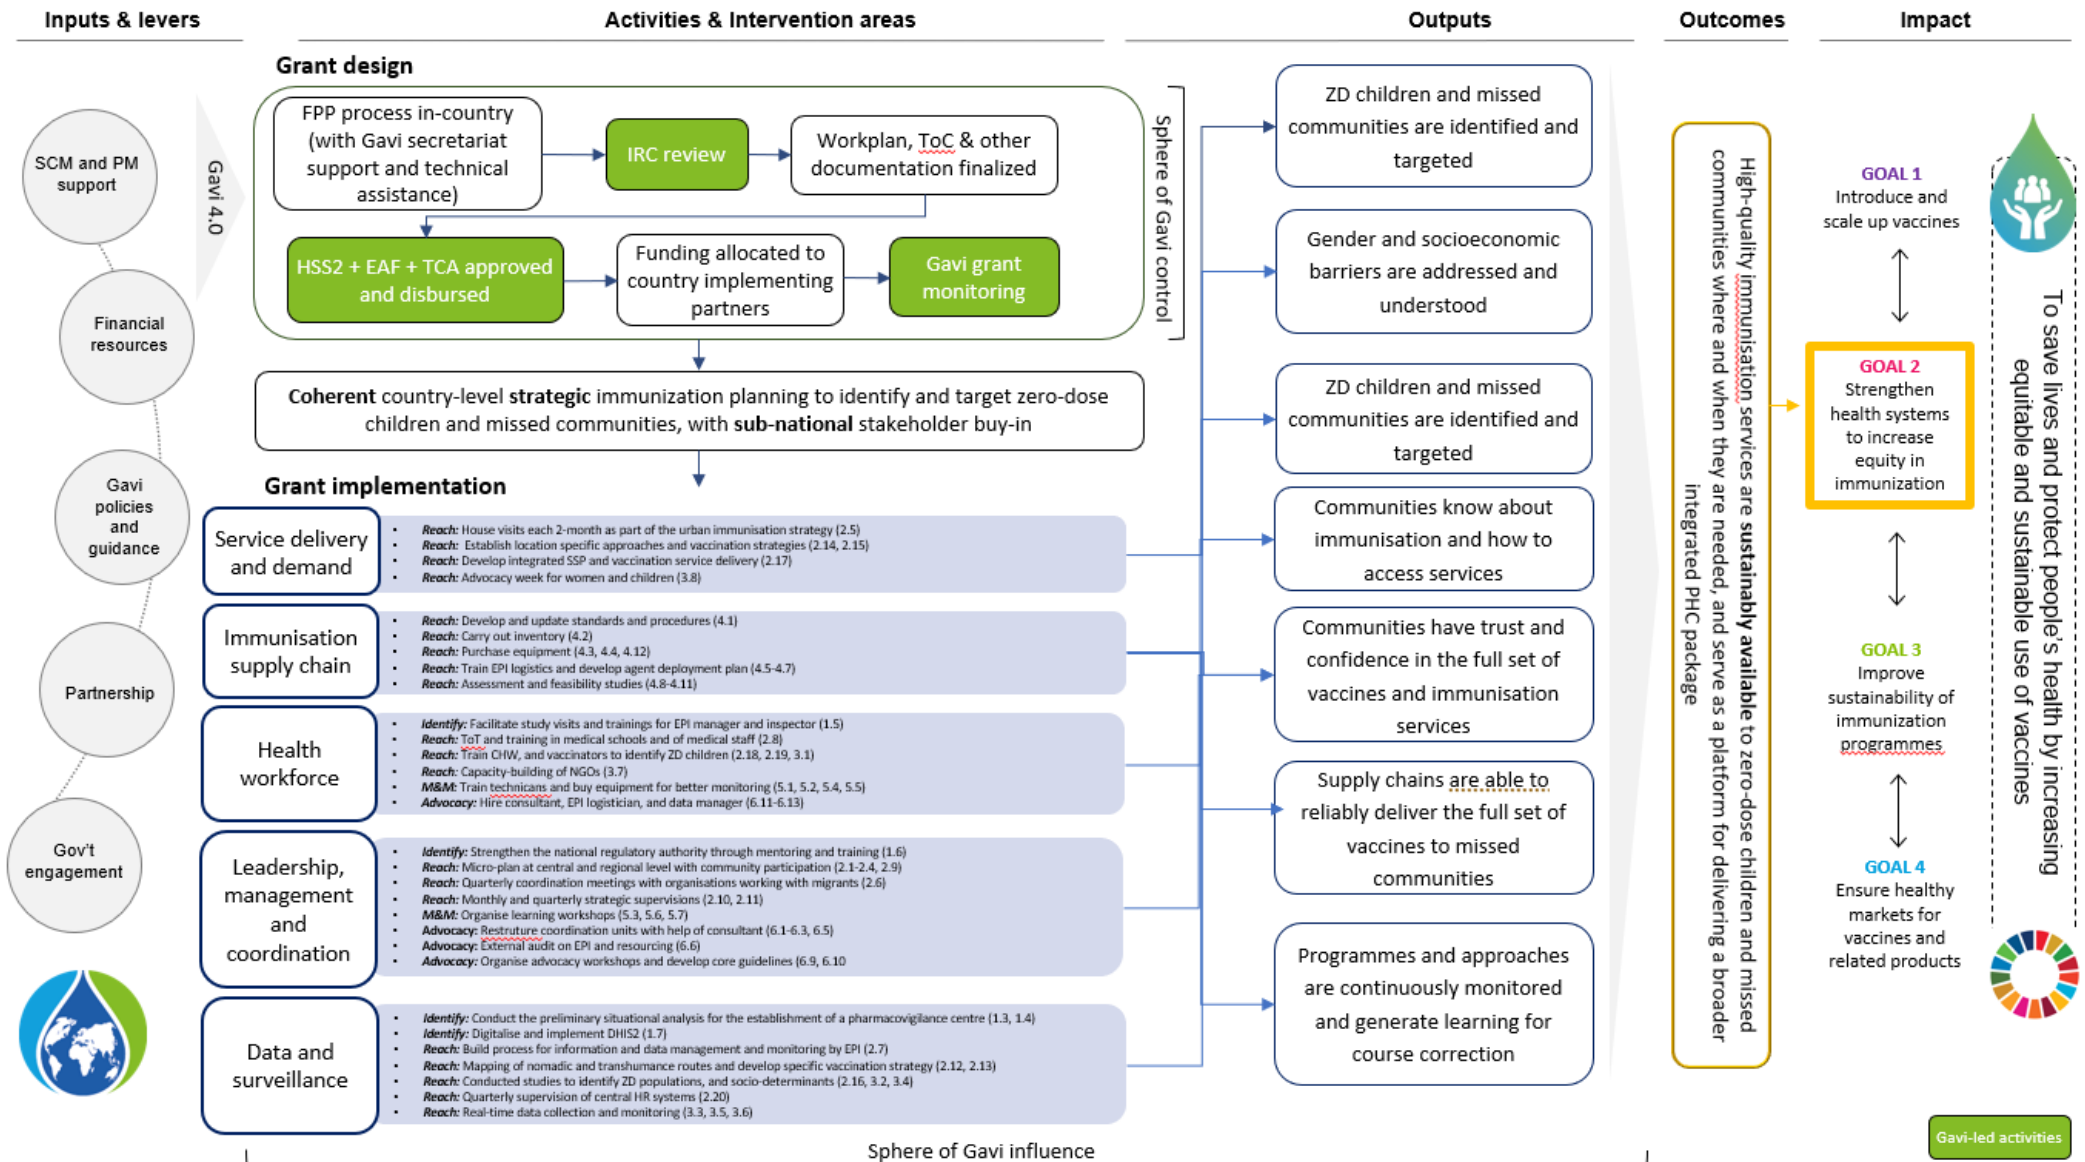 Inputs & levers
Activities & Intervention areas
Outputs
Outcomes
Impact
SCM and PM
support
Financial
resources
Gavi
policies
and
guidance
Partnership
Gov't
engagement
Gavi 4.0
Grant design
FPP process in-country
(with Gavi secretariat
support and technical
assistance)
IRC review
Workplan, ToC & other
documentation finalized
HSS2 + EAF + TCA approved
and disbursed
Funding allocated to
country implementing
partners
Gavi grant
monitoring
Sphere of Gavi control
Coherent country-level strategic immunization planning to identify and target zero-dose
children and missed communities, with sub-national stakeholder buy-in
Grant implementation
Service delivery
and demand
• Reach: House visits each 2-month as part of the urban immunisation strategy (2.5)
• Reach: Establish location specific approaches and vaccination strategies (2.14, 2.15)
• Reach: Develop integrated SSP and vaccination service delivery (2.17)
• Reach: Advocacy week for women and children (3.8)
Immunisation
supply chain
• Reach: Develop and update standards and procedures (4.1)
• Reach: Carry out inventory (4.2)
• Reach: Purchase equipment (4.3, 4.4, 4.12)
• Reach: Train EPI logistics and develop agent deployment plan (4.5-4.7)
• Reach: Assessment and feasibility studies (4.8-4.11)
Health
workforce
• Identify: Facilitate study visits and trainings for EPI manager and inspector (1.5)
• Reach: ToT and training in medical schools and of medical staff (2.8)
• Reach: Train CHW, and vaccinators to identify ZD children (2.18, 2.19, 3.1)
• Reach: Capacity-building of NGOs (3.7)
• M&M: Train technicans and buy equipment for better monitoring (5.1, 5.2, 5.4, 5.5)
• Advocacy: Hire consultant, EPI logistician, and data manager (6.11-6.13)
Leadership,
management
and
coordination
• Identify: Strengthen the national regulatory authority through mentoring and training (1.6)
• Reach: Micro-plan at central and regional level with community participation (2.1-2.4, 2.9)
• Reach: Quarterly coordination meetings with organisations working with migrants (2.6)
• Reach: Monthly and quarterly strategic supervisions (2.10, 2.11)
• M&M: Organise learning workshops (5.3, 5.6, 5.7)
• Advocacy: Restruture coordination units with help of consultant (6.1-6.3, 6.5)
• Advocacy: External audit on EPI and resourcing (6.6)
• Advocacy: Organise advocacy workshops and develop core guidelines (6.9, 6.10
Data and
surveillance
• Identify: Conduct the preliminary situational analysis for the establishment of a pharmacovigilance centre (1.3, 1.4)
• Identify: Digitalise and implement DHIS2 (1.7)
• Reach: Build process for information and data management and monitoring by EPI (2.7)
• Reach: Mapping of nomadic and transhumance routes and develop specific vaccination strategy (2.12, 2.13)
• Reach: Conducted studies to identify ZD populations, and socio-determinants (2.16, 3.2, 3.4)
• Reach: Quarterly supervision of central HR systems (2.20)
• Reach: Real-time data collection and monitoring (3.3, 3.5, 3.6)
Sphere of Gavi influence
ZD children and missed
communities are identified and
targeted
Gender and socioeconomic
barriers are addressed and
understood
ZD children and missed
communities are identified and
targeted
Communities know about
immunisation and how to
access services
Communities have trust and
confidence in the full set of
vaccines and immunisation
services
Supply chains are able to
reliably deliver the full set of
vaccines to missed
communities
Programmes and approaches
are continuously monitored
and generate learning for
course correction
High-quality immunisation services are sustainably available to zero-dose children and missed
communities where and when they are needed, and serve as a platform for delivering a broader
integrated PHC package
GOAL 1
Introduce and
scale up vaccines
GOAL 2
Strengthen
health systems
to increase
equity in
immunization
GOAL 3
Improve
sustainability of
immunization
programmes
GOAL 4
Ensure healthy
markets for
vaccines and
related products
To save lives and protect people's health by increasing
equitable and sustainable use of vaccines
Gavi-led activities